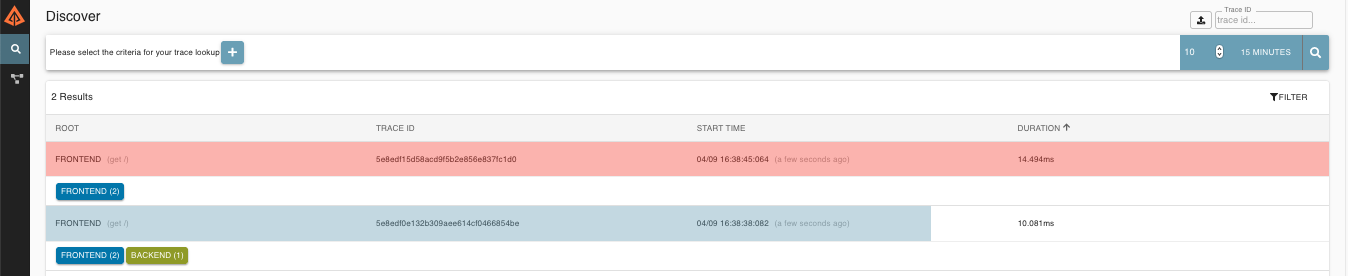 Discover
Trace ID
trace id...
Please select the criteria for your trace lookup +
10 15 MINUTES
2 Results FILTER
ROOT TRACE ID START TIME DURATION
FRONTEND (get /) 5e8edf15d58acd9f5b2e856e837fc1d0 04/09 16:38:45:064 (a few seconds ago) 14.494ms
FRONTEND (2)
FRONTEND (get /) 5e8edf0e132b309aee614cf0466854be 04/09 16:38:38:082 (a few seconds ago) 10.081ms
FRONTEND (2) BACKEND (1)